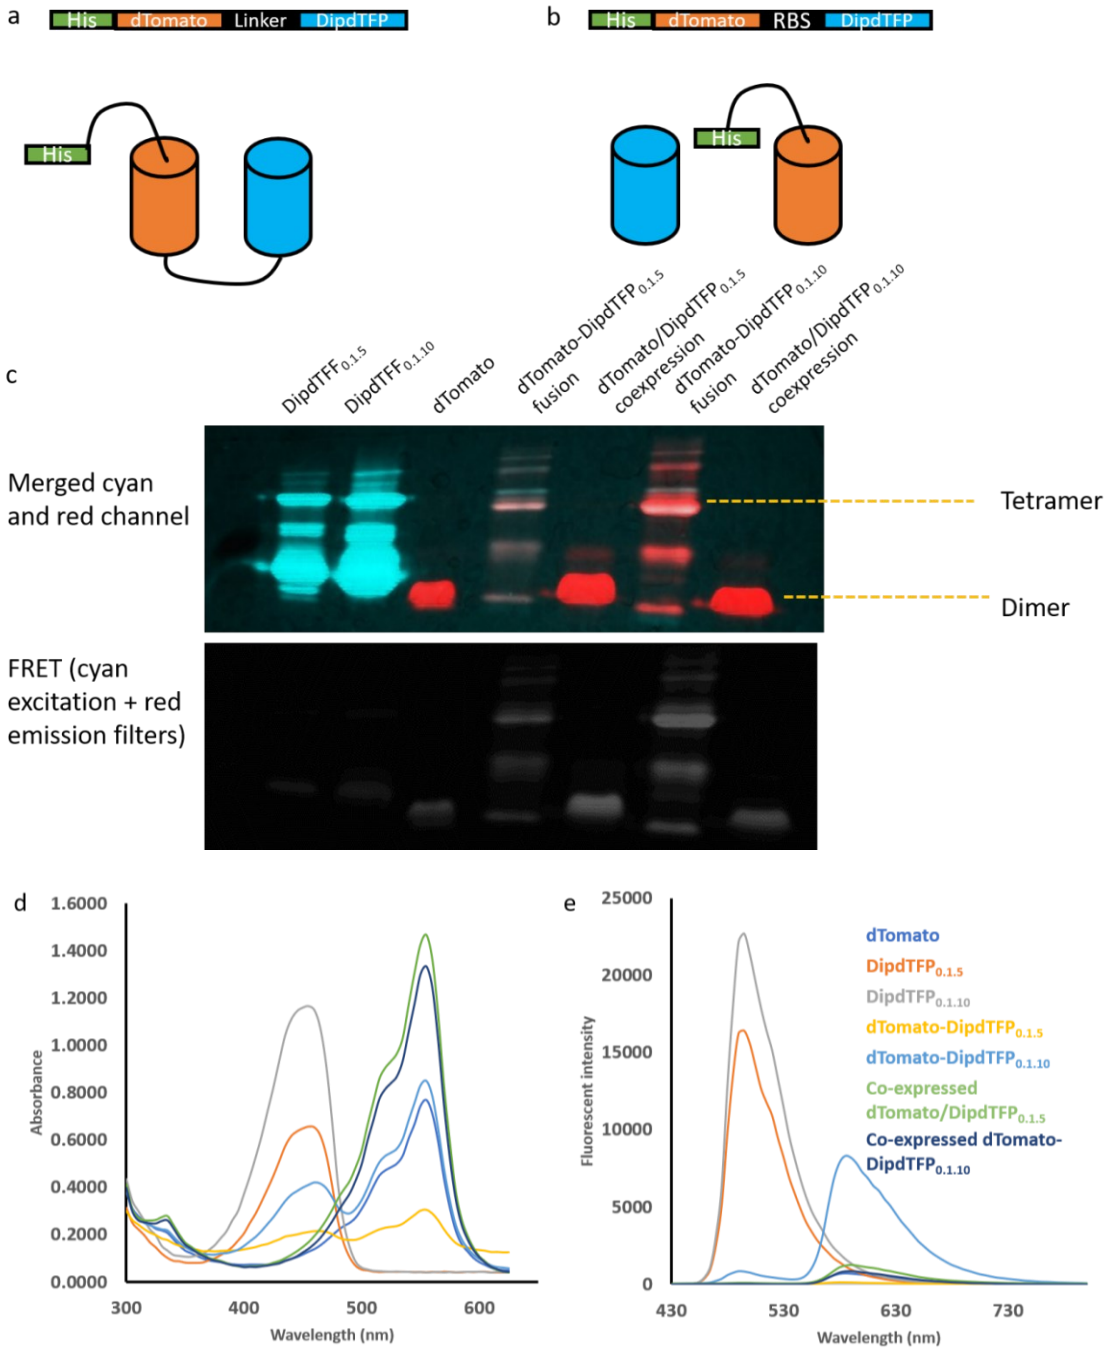 a
His dTomato Linker DipdTFP
b
His dTomato RBS DipdTFP
His
His
c
DipdTFF0.1.5
DipdTFF0.1.10
dTomato
dTomato-DipdTFP0.1.5
fusion
dTomato/DipdTFP0.1.5
coexpression
dTomato-DipdTFP0.1.10
fusion
dTomato/DipdTFP0.1.10
coexpression
Merged cyan
and red channel
Tetramer
Dimer
FRET (cyan
excitation + red
emission filters)
d
1.6000
1.4000
1.2000
1.0000
0.8000
0.6000
0.4000
0.2000
0.0000
Absorbance
300 400 500 600
Wavelength (nm)
e
25000
20000
15000
10000
5000
0
Fluorescent intensity
430 530 630 730
Wavelength (nm)
dTomato
DipdTFP0.1.5
DipdTFP0.1.10
dTomato-DipdTFP0.1.5
dTomato-DipdTFP0.1.10
Co-expressed
dTomato/DipdTFP0.1.5
Co-expressed dTomato-
DipdTFP0.1.10